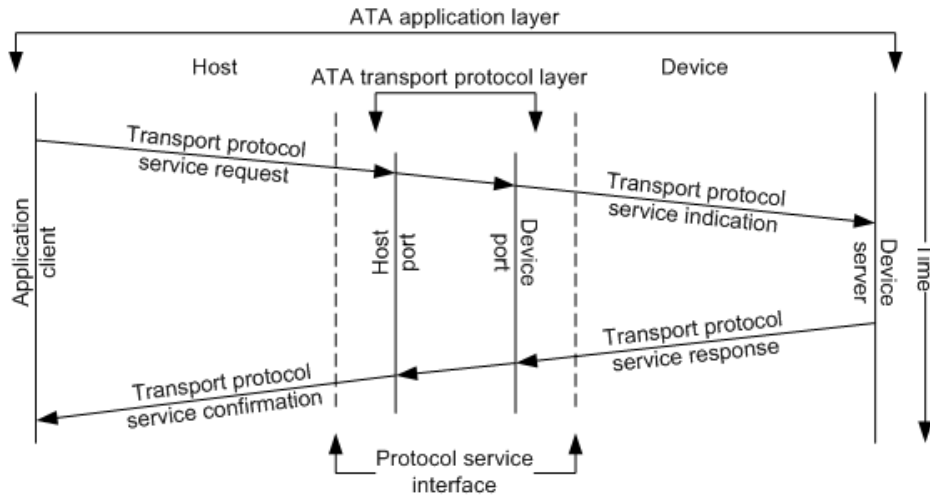 ATA application layer
Host
Device
ATA transport protocol layer
Transport protocol
service request
Transport protocol
service indication
Application
client
Host
port
Device
port
Device
server
Time
Transport protocol
service response
Transport protocol
service confirmation
Protocol service
interface